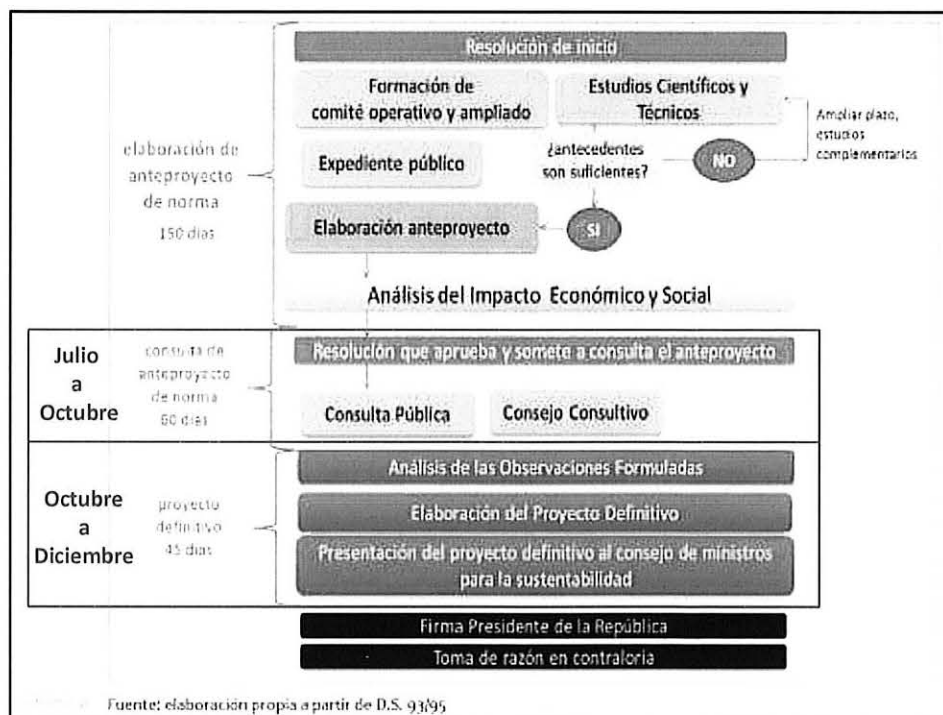 Resolución de inicio
Formación de
comité operativo y ampliado
Estudios Científicos y
Técnicos
Ampliar plazo,
estudios
complementarios
elaboración de
anteproyecto
de norma
150 días
Expediente público
¿antecedentes
son suficientes?
NO
Elaboración anteproyecto
SI
Análisis del Impacto Económico y Social
Julio
a
Octubre
consulta de
anteproyecto
de norma
60 días
Resolución que aprueba y somete a consulta el anteproyecto
Consulta Pública
Consejo Consultivo
Octubre
a
Diciembre
proyecto
definitivo
45 días
Análisis de las Observaciones Formuladas
Elaboración del Proyecto Definitivo
Presentación del proyecto definitivo al consejo de ministros
para la sustentabilidad
Firma Presidente de la República
Toma de razón en contraloría
Fuente: elaboración propia a partir de D.S. 93/95